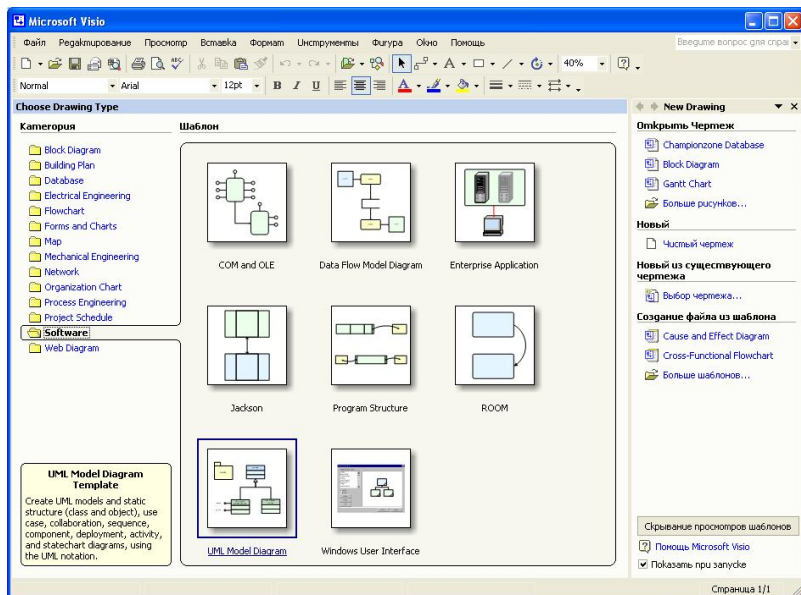 Microsoft Visio
Файл Редактирование Просмотр Вставка Формат Инструменты Фигура Окно Помощь
Введите вопрос для спра
40%
Normal Arial 12pt B I U
Choose Drawing Type
New Drawing
Категория
Шаблон
Block Diagram
Building Plan
Database
Electrical Engineering
Flowchart
Forms and Charts
Map
Mechanical Engineering
Network
Organization Chart
Process Engineering
Project Schedule
Software
Web Diagram
COM and OLE
Data Flow Model Diagram
Enterprise Application
Jackson
Program Structure
ROOM
UML Model Diagram
Windows User Interface
UML Model Diagram
Template
Create UML models and static
structure (class and object), use
case, collaboration, sequence,
component, deployment, activity,
and statechart diagrams, using
the UML notation.
Открыть Чертеж
Championzone Database
Block Diagram
Gantt Chart
Больше рисунков...
Новый
Чистый чертеж
Новый из существующего
чертежа
Выбор чертежа...
Создание файла из шаблона
Cause and Effect Diagram
Cross-Functional Flowchart
Больше шаблонов...
Скрывание просмотров шаблонов
Помощь Microsoft Visio
Показать при запуске
Страница 1/1